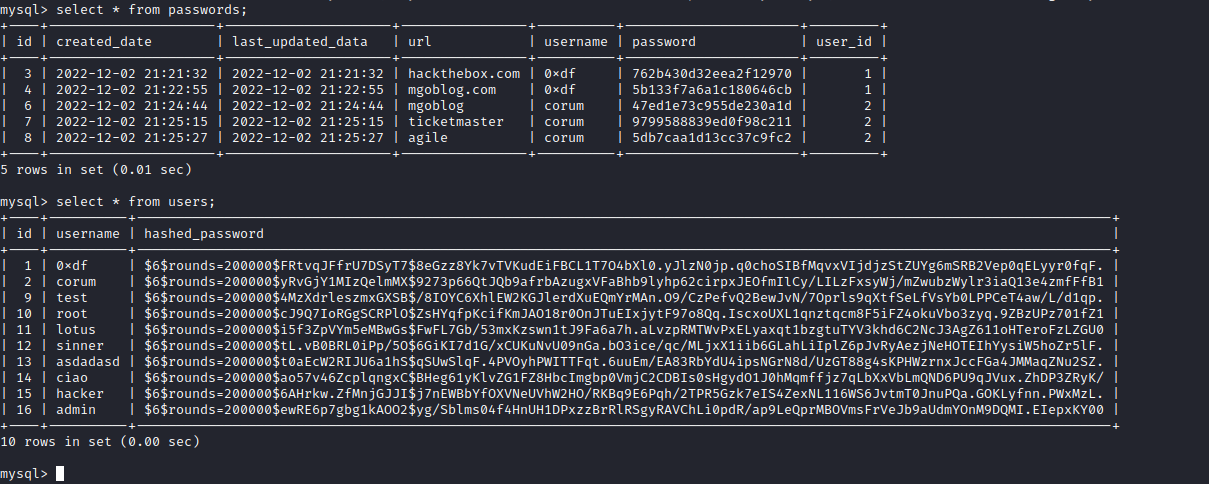 mysql> select * from passwords;
| id | created_date | last_updated_data | url | username | password | user_id |
| 3 | 2022-12-02 21:21:32 | 2022-12-02 21:21:32 | hackthebox.com | 0×df | 762b430d32eea2f12970 | 1 |
| 4 | 2022-12-02 21:22:55 | 2022-12-02 21:22:55 | mgoblog.com | 0×df | 5b133f7a6a1c180646cb | 1 |
| 6 | 2022-12-02 21:24:44 | 2022-12-02 21:24:44 | mgoblog | corum | 47ed1e73c955de230a1d | 2 |
| 7 | 2022-12-02 21:25:15 | 2022-12-02 21:25:15 | ticketmaster | corum | 9799588839ed0f98c211 | 2 |
| 8 | 2022-12-02 21:25:27 | 2022-12-02 21:25:27 | agile | corum | 5db7caa1d13cc37c9fc2 | 2 |
5 rows in set (0.01 sec)
mysql> select * from users;
| id | username | hashed_password |
| 1 | 0×df | $6$rounds=200000$FRtvqJFfrU7DSyT7$8eGzz8Yk7vTVKudEiFBCL1T7O4bXl0.yJlzN0jp.q0choSIBfMqvxVIjdjzStZUYg6mSRB2Vep0qELyyr0fqF. |
| 2 | corum | $6$rounds=200000$yRvGjY1MIzQelmMX$9273p66QtJQb9afrbAzugxVFaBhb9lyhp62cirpxJEOfmIlCy/LILzFxsyWj/mZwubzWylr3iaQ13e4zmfFfB1 |
| 9 | test | $6$rounds=200000$4MzXdrleszmxGXSB$/8IOYC6XhlEW2KGJlerdXuEQmYrMAn.O9/CzPefvQ2BewJvN/7Oprls9qXtfSeLfVsYb0LPPCeT4aw/L/d1qp. |
| 10 | root | $6$rounds=200000$cJ9Q7IoRGgSCRPlO$ZsHYqfpKcifKmJAO18r0OnJTuEIxjytF97o8Qq.IscxoUXL1qnztqcm8F5iFZ4okuVbo3zyq.9ZBzUPz701fZ1 |
| 11 | lotus | $6$rounds=200000$i5f3ZpVYm5eMBwGs$FwFL7Gb/53mxKzswn1tJ9Fa6a7h.aLvzpRMTWvPxELyaxqt1bzgtuTYV3khd6C2NcJ3AgZ611oHTeroFzLZGU0 |
| 12 | sinner | $6$rounds=200000$tL.vB0BRL0iPp/5O$6GiKI7d1G/xCUKuNvU09nGa.bO3ice/qc/MLjxX1iib6GLahLiIplZ6pJvRyAezjNeHOTEIhYysiW5hoZr5lF. |
| 13 | asdadasd | $6$rounds=200000$t0aEcW2RIJU6a1hS$qSUwSlqF.4PVOyhPWITTFqt.6uuEm/EA83RbYdU4ipsNGrN8d/UzGT88g4sKPHWzrnxJccFGa4JMMaqZNu2SZ. |
| 14 | ciao | $6$rounds=200000$ao57v46ZcplqngxC$BHeg61yKlvZG1FZ8HbcImgbp0VmjC2CDBIs0sHgydO1J0hMqmffjz7qLbXxVbLmQND6PU9qJVux.ZhDP3ZRyK/ |
| 15 | hacker | $6$rounds=200000$6AHrkw.ZfMnjGJJI$j7nEWBbYfOXVNeUVhW2HO/RKBq9E6Pqh/2TPR5Gzk7eIS4ZexNL116WS6JvtmT0JnuPQa.GOKLyfnn.PWxMzL. |
| 16 | admin | $6$rounds=200000$ewRE6p7gbg1kAOO2$yg/Sblms04f4HnUH1DPxzzBrRlRSgyRAVChLi0pdR/ap9LeQprMBOVmsFrVeJb9aUdmYOnM9DQMI.EIepxKY00 |
10 rows in set (0.00 sec)
mysql>